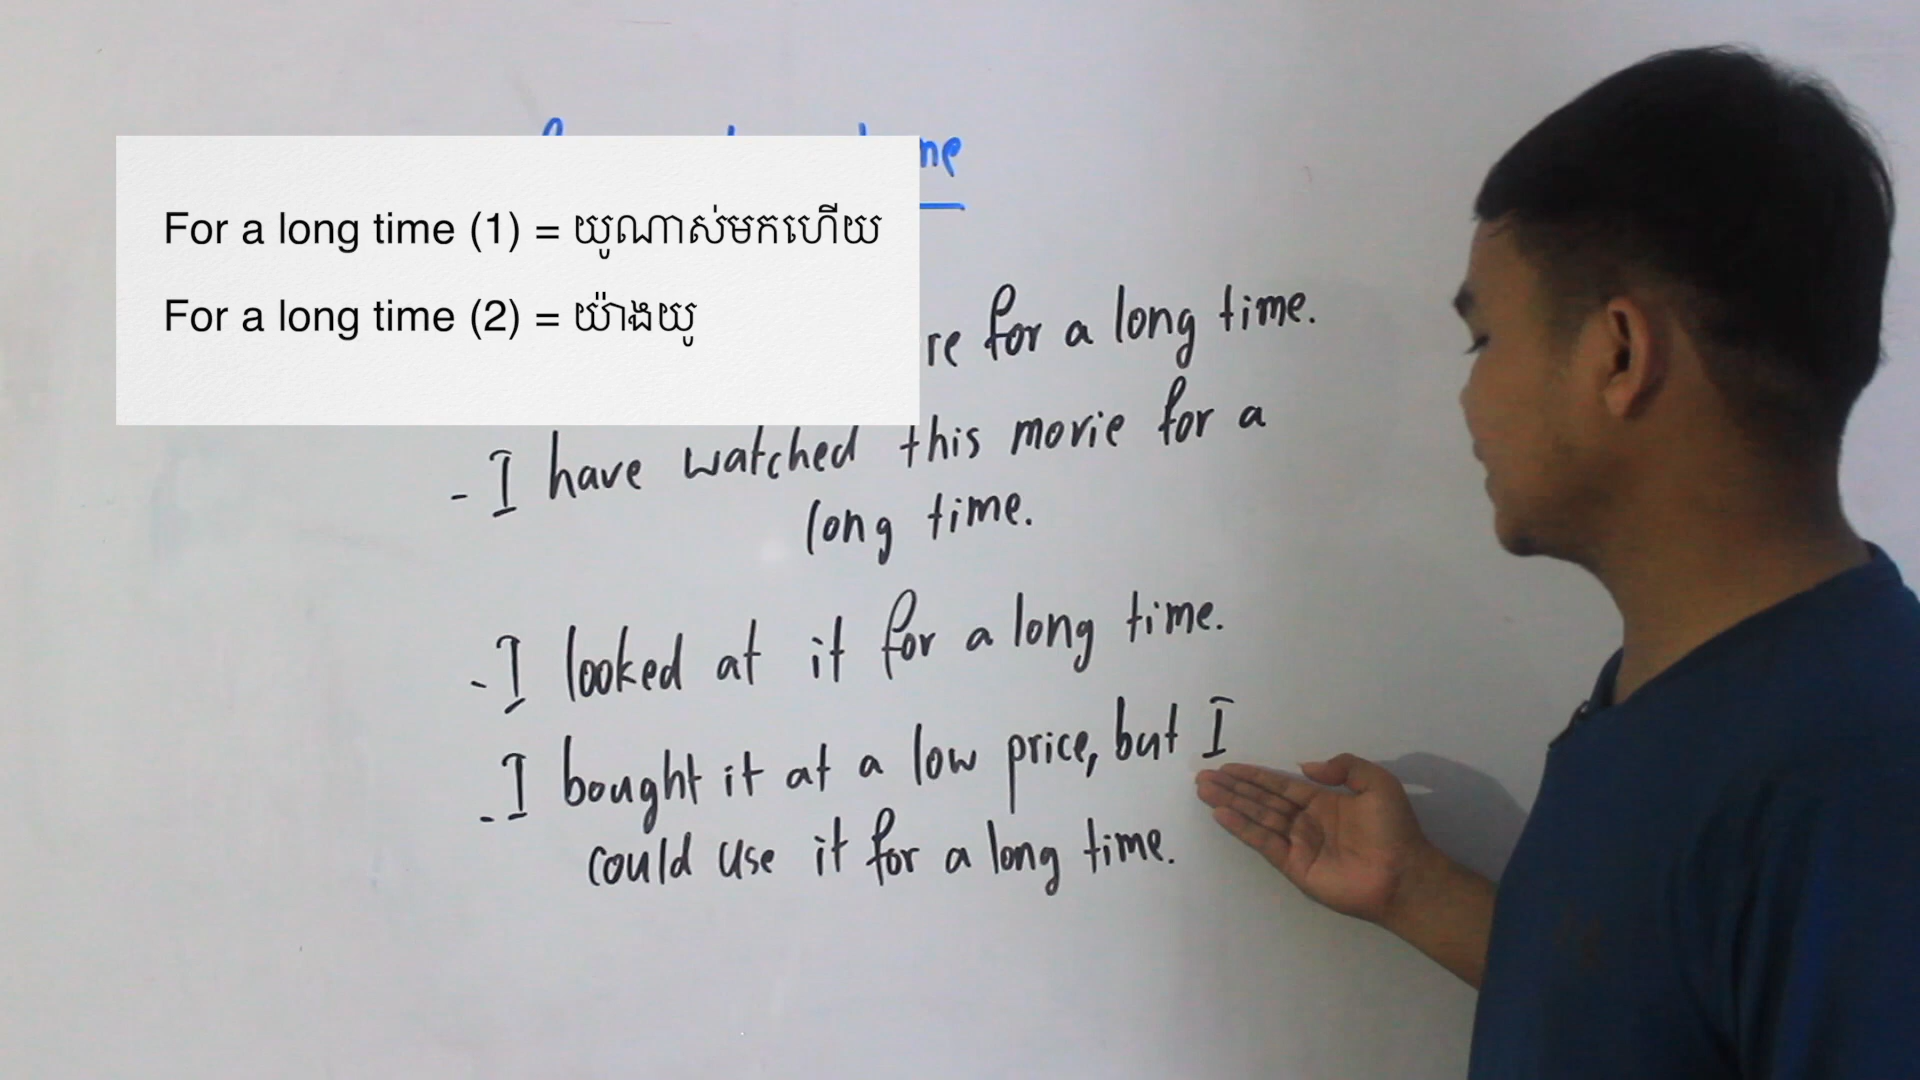 For a long time (1) = យូរណាស់មកហើយ
For a long time (2) = យ៉ាងយូរ
for a long time.
- I have watched this movie for a
long time.
- I looked at it for a long time.
- I bought it at a low price, but I
could use it for a long time.